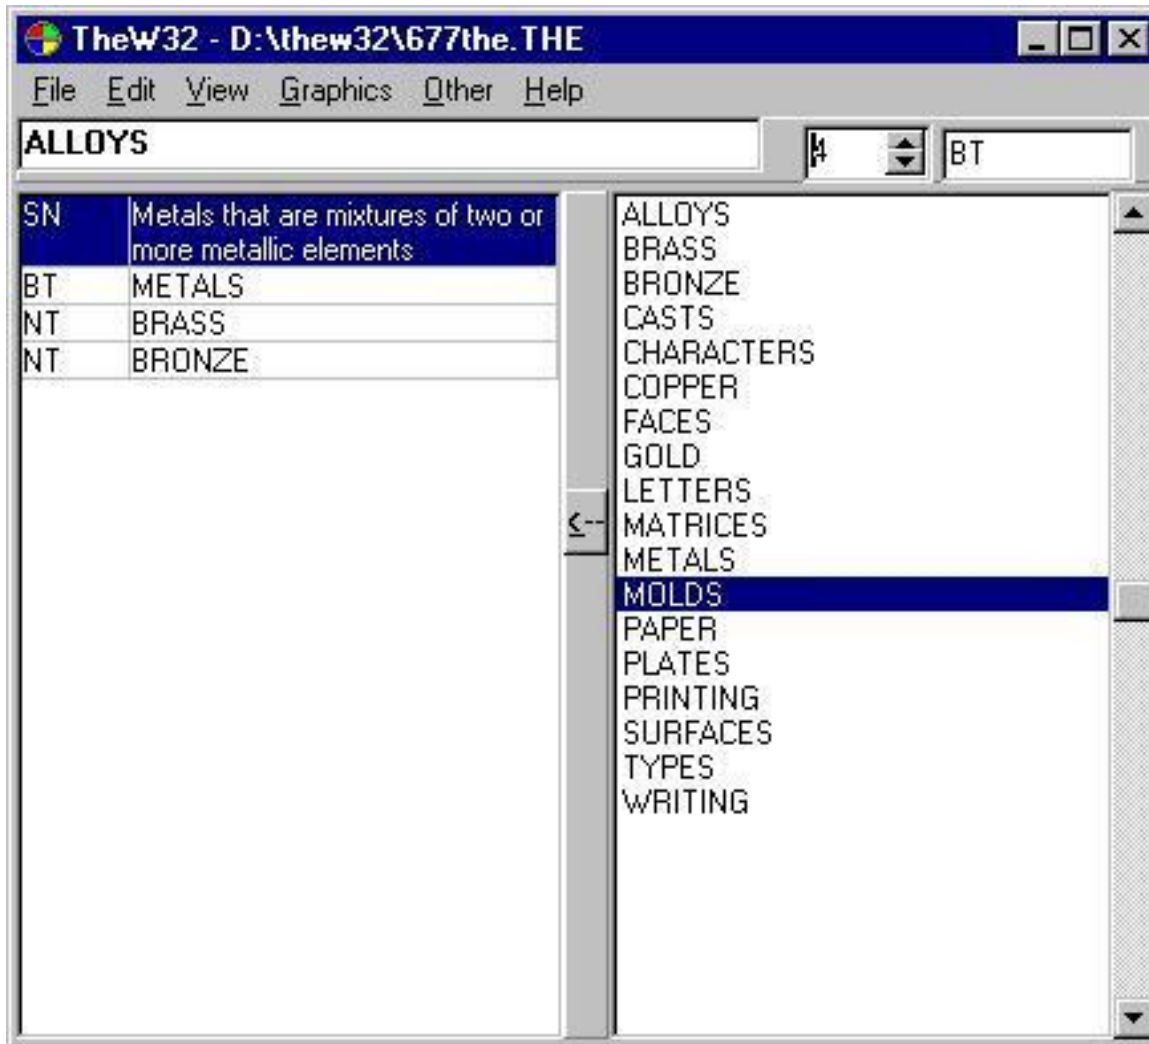 TheW32 - D:\thew32\677the.THE
File Edit View Graphics Other Help
ALLOYS
4
BT
SN Metals that are mixtures of two or
more metallic elements
BT METALS
NT BRASS
NT BRONZE
<--
ALLOYS
BRASS
BRONZE
CASTS
CHARACTERS
COPPER
FACES
GOLD
LETTERS
MATRICES
METALS
MOLDS
PAPER
PLATES
PRINTING
SURFACES
TYPES
WRITING